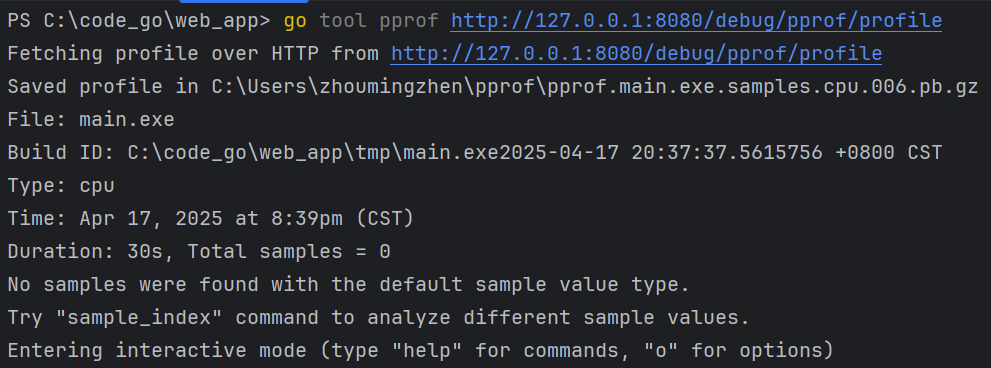 PS C:\code_go\web_app> go tool pprof http://127.0.0.1:8080/debug/pprof/profile
Fetching profile over HTTP from http://127.0.0.1:8080/debug/pprof/profile
Saved profile in C:\Users\zhoumingzhen\pprof\pprof.main.exe.samples.cpu.006.pb.gz
File: main.exe
Build ID: C:\code_go\web_app\tmp\main.exe2025-04-17 20:37:37.5615756 +0800 CST
Type: cpu
Time: Apr 17, 2025 at 8:39pm (CST)
Duration: 30s, Total samples = 0
No samples were found with the default sample value type.
Try "sample_index" command to analyze different sample values.
Entering interactive mode (type "help" for commands, "o" for options)